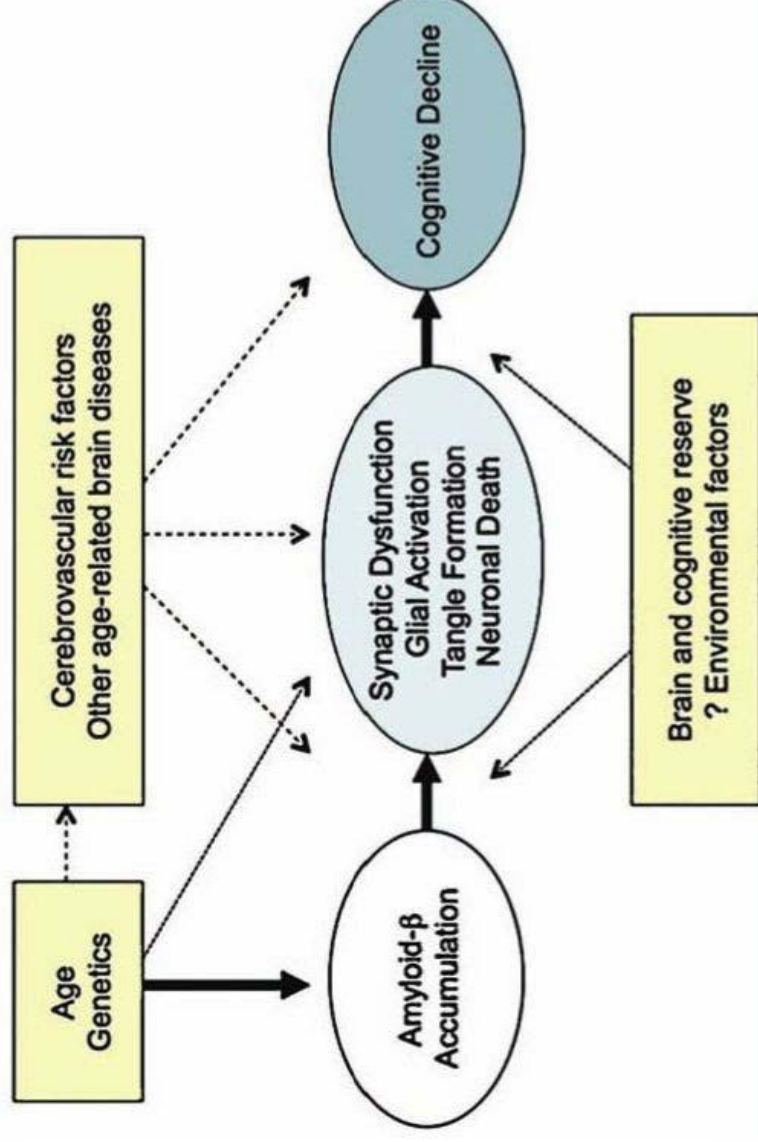 Age
Genetics
Cerebrovascular risk factors
Other age-related brain diseases
Amyloid-β
Accumulation
Synaptic Dysfunction
Glial Activation
Tangle Formation
Neuronal Death
Cognitive Decline
Brain and cognitive reserve
? Environmental factors